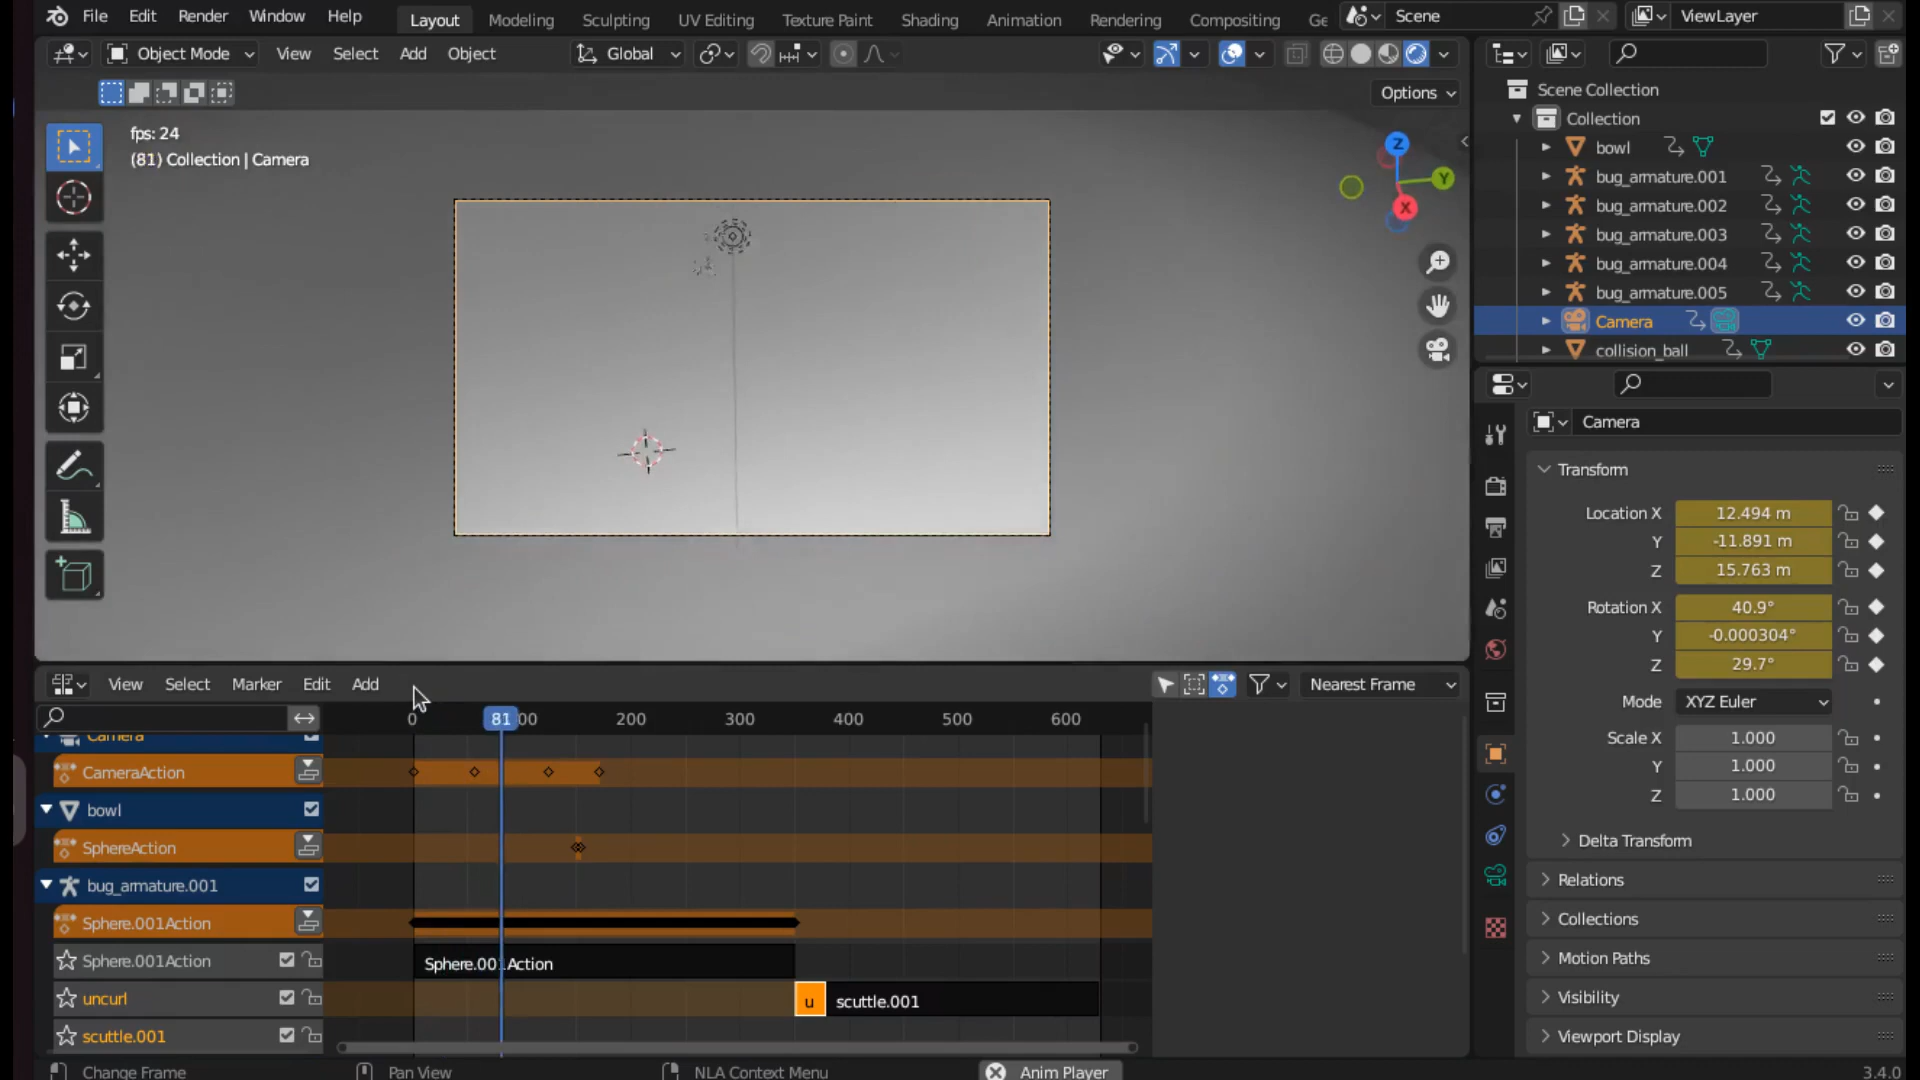 File Edit Render Window Help Layout Modeling Sculpting UV Editing Texture Paint Shading Animation Rendering Compositing Ge Scene ViewLayer
Object Mode View Select Add Object Global
Options
fps: 24
(81) Collection | Camera
Z
Y
X
Scene Collection
Collection
bowl
bug_armature.001
bug_armature.002
bug_armature.003
bug_armature.004
bug_armature.005
Camera
collision_ball
Camera
Transform
Location X 12.494 m
Y -11.891 m
Z 15.763 m
Rotation X 40.9°
Y -0.000304°
Z 29.7°
Mode XYZ Euler
Scale X 1.000
Y 1.000
Z 1.000
Delta Transform
Relations
Collections
Motion Paths
Visibility
Viewport Display
View Select Marker Edit Add Nearest Frame
0 81 00 200 300 400 500 600
Camera
CameraAction
bowl
SphereAction
bug_armature.001
Sphere.001Action
Sphere.001Action Sphere.001Action
uncurl u scuttle.001
scuttle.001
Change Frame Pan View NLA Context Menu Anim Player 3.4.0